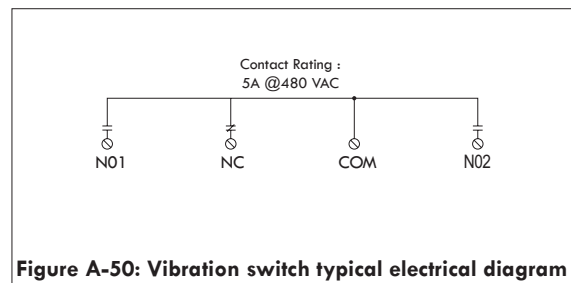 Contact Rating :
5A @480 VAC
N01 NC COM N02
Figure A-50: Vibration switch typical electrical diagram